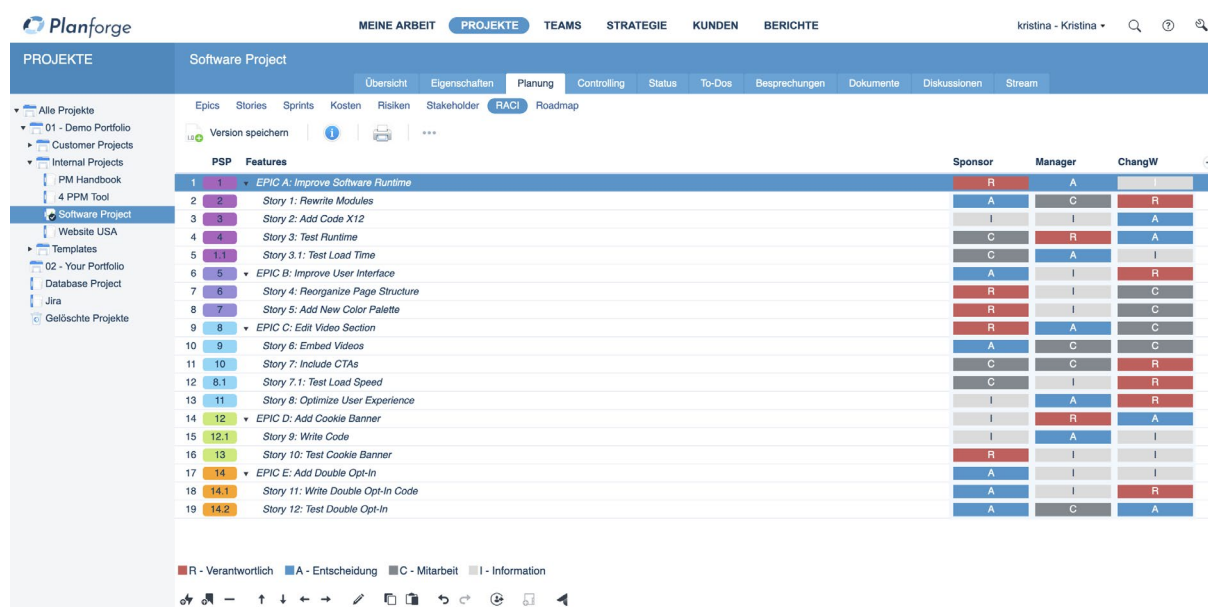 Planforge
MEINE ARBEIT PROJEKTE TEAMS STRATEGIE KUNDEN BERICHTE kristina - Kristina
PROJEKTE Software Project
Übersicht Eigenschaften Planung Controlling Status To-Dos Besprechungen Dokumente Diskussionen Stream
Epics Stories Sprints Kosten Risiken Stakeholder RACI Roadmap
Version speichern
Alle Projekte
01 - Demo Portfolio
Customer Projects
Internal Projects
PM Handbook
4 PPM Tool
Software Project
Website USA
Templates
02 - Your Portfolio
Database Project
Jira
Gelöschte Projekte
PSP Features Sponsor Manager ChangW
1 1 EPIC A: Improve Software Runtime R A I
2 2 Story 1: Rewrite Modules A C R
3 3 Story 2: Add Code X12 I I A
4 4 Story 3: Test Runtime C R A
5 1.1 Story 3.1: Test Load Time C A I
6 5 EPIC B: Improve User Interface A I R
7 6 Story 4: Reorganize Page Structure R I C
8 7 Story 5: Add New Color Palette R I C
9 8 EPIC C: Edit Video Section R A C
10 9 Story 6: Embed Videos A C C
11 10 Story 7: Include CTAs C C R
12 8.1 Story 7.1: Test Load Speed C I R
13 11 Story 8: Optimize User Experience I A R
14 12 EPIC D: Add Cookie Banner I R A
15 12.1 Story 9: Write Code I A I
16 13 Story 10: Test Cookie Banner R I I
17 14 EPIC E: Add Double Opt-In A I I
18 14.1 Story 11: Write Double Opt-In Code A I R
19 14.2 Story 12: Test Double Opt-In A C A
R - Verantwortlich A - Entscheidung C - Mitarbeit I - Information